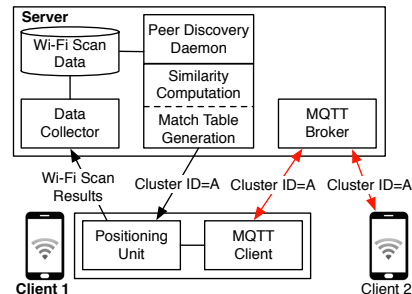 Server
Wi-Fi Scan
Data
Peer Discovery
Daemon
Similarity
Computation
Match Table
Generation
Data
Collector
MQTT
Broker
Wi-Fi Scan
Results
Cluster ID=A
Cluster ID=A
Cluster ID=A
Positioning
Unit
MQTT
Client
Client 1
Client 2